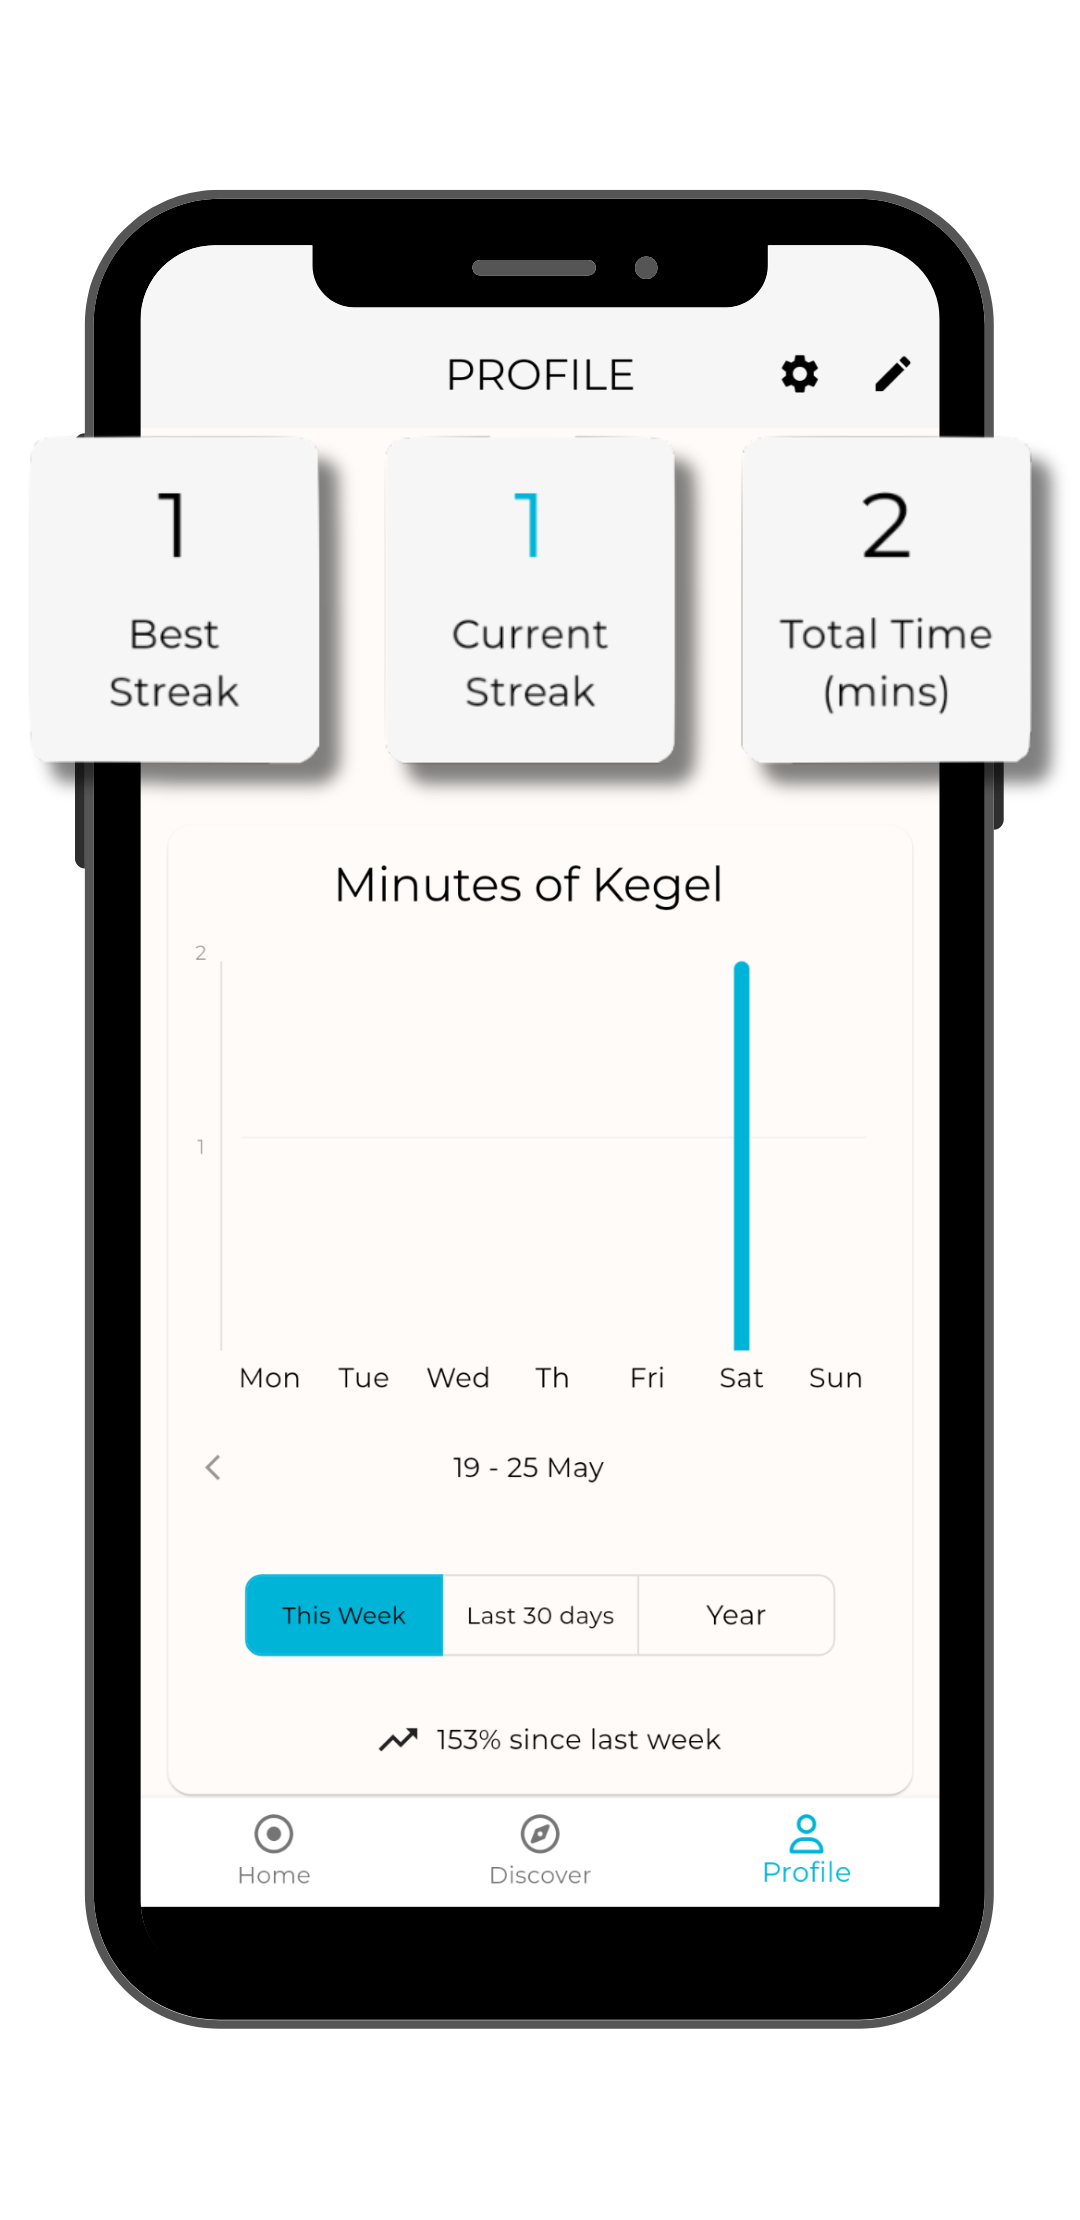 PROFILE
1
Best
Streak
1
Current
Streak
2
Total Time
(mins)
Minutes of Kegel
2
1
Mon Tue Wed Th Fri Sat Sun
19 - 25 May
This Week Last 30 days Year
153% since last week
Home Discover Profile